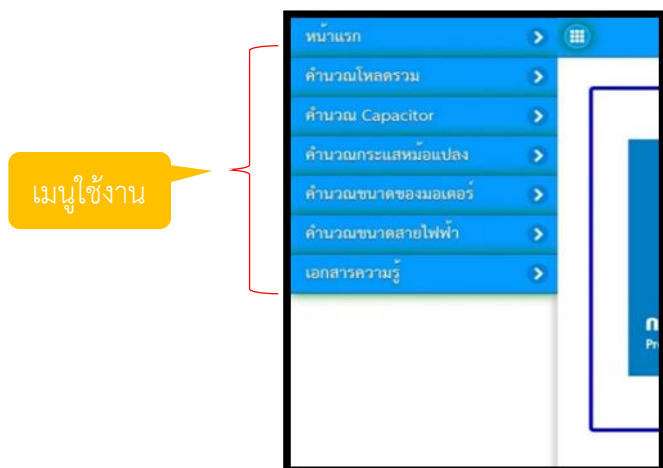 หน้าแรก
คำนวณโหลดรวม
คำนวณ Capacitor
คำนวณกระแสหม้อแปลง
คำนวณขนาดของมอเตอร์
คำนวณขนาดสายไฟฟ้า
เอกสารความรู้
เมนูใช้งาน
ก
Pr